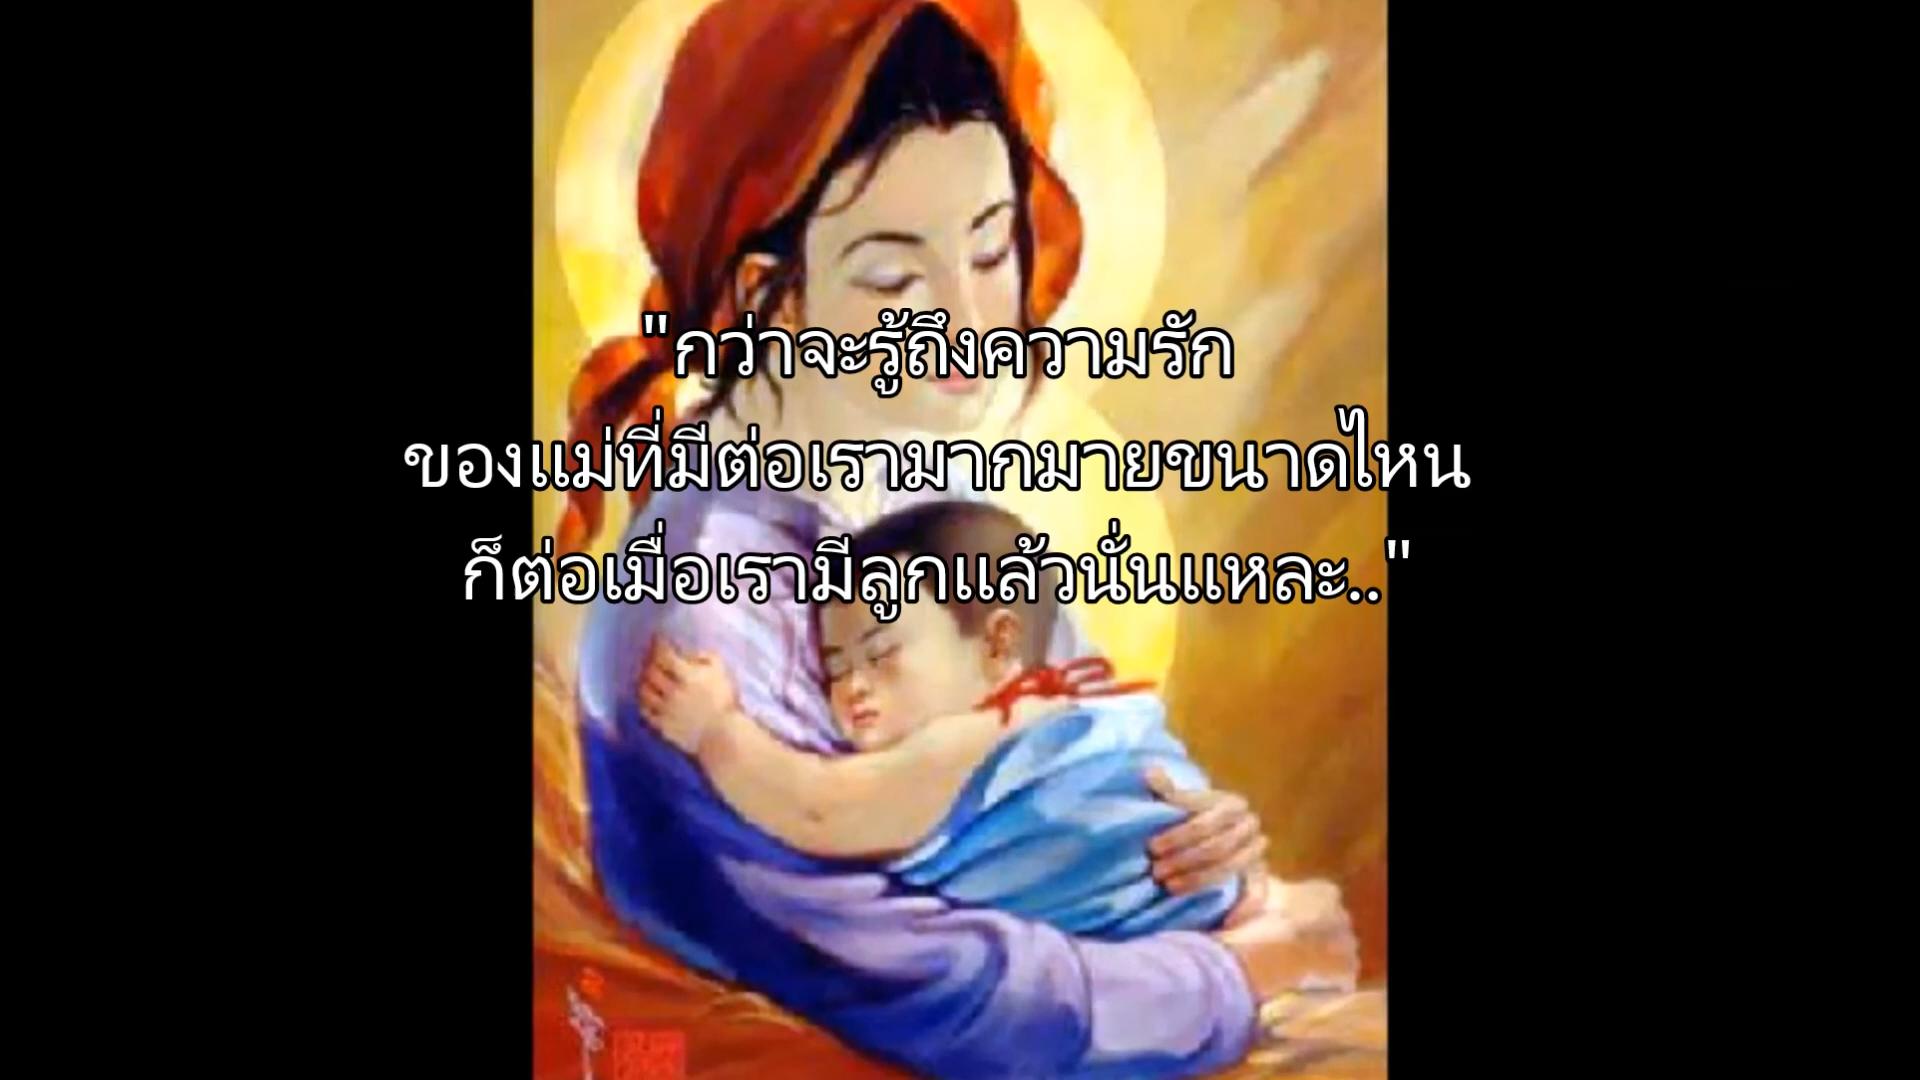 "กว่าจะรู้ถึงความรัก
ของแม่ที่มีต่อเรามากมายขนาดไหน
ก็ต่อเมื่อเรามีลูกแล้วนั่นแหละ.."